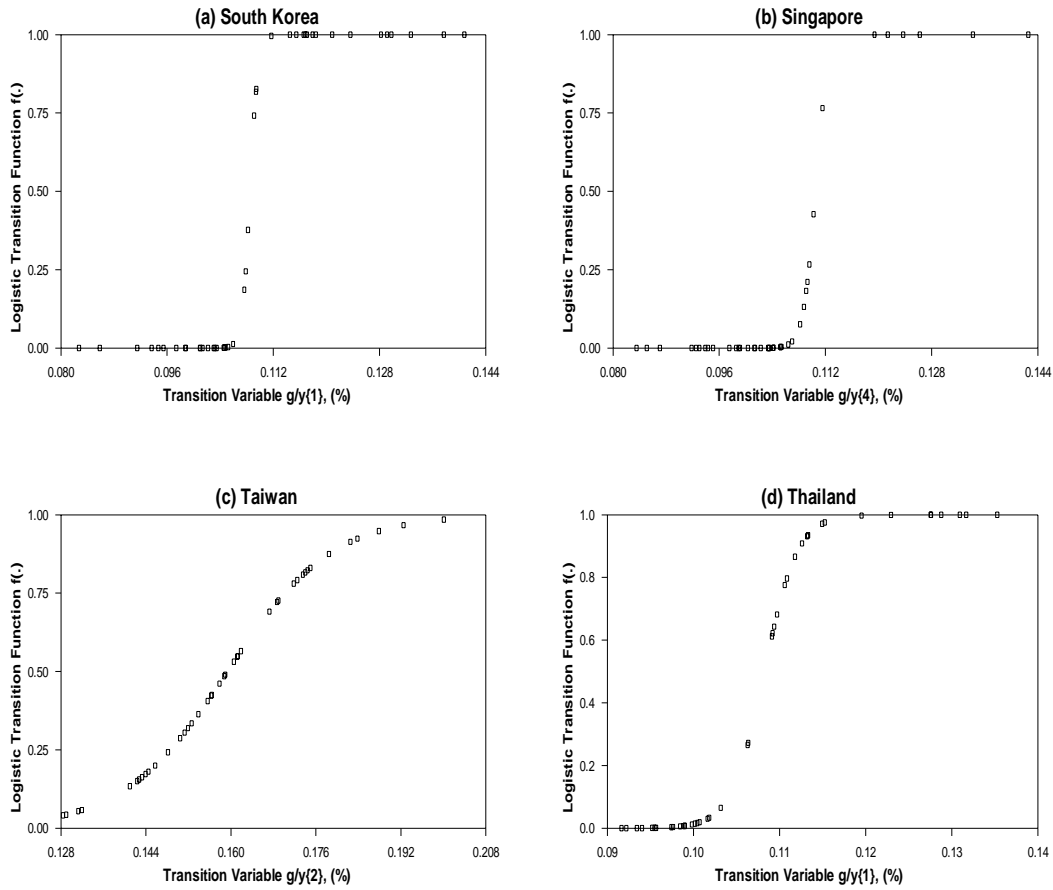 (a) South Korea
Logistic Transition Function f(.)
1.00
0.75
0.50
0.25
0.00
0.080 0.096 0.112 0.128 0.144
Transition Variable g/y{1}, (%)
(b) Singapore
Logistic Transition Function f(.)
1.00
0.75
0.50
0.25
0.00
0.080 0.096 0.112 0.128 0.144
Transition Variable g/y{4}, (%)
(c) Taiwan
Logistic Transition Function f(.)
1.00
0.75
0.50
0.25
0.00
0.128 0.144 0.160 0.176 0.192 0.208
Transition Variable g/y{2}, (%)
(d) Thailand
Logistic Transition Function f(.)
1.0
0.8
0.6
0.4
0.2
0.0
0.09 0.10 0.11 0.12 0.13 0.14
Transition Variable g/y{1}, (%)